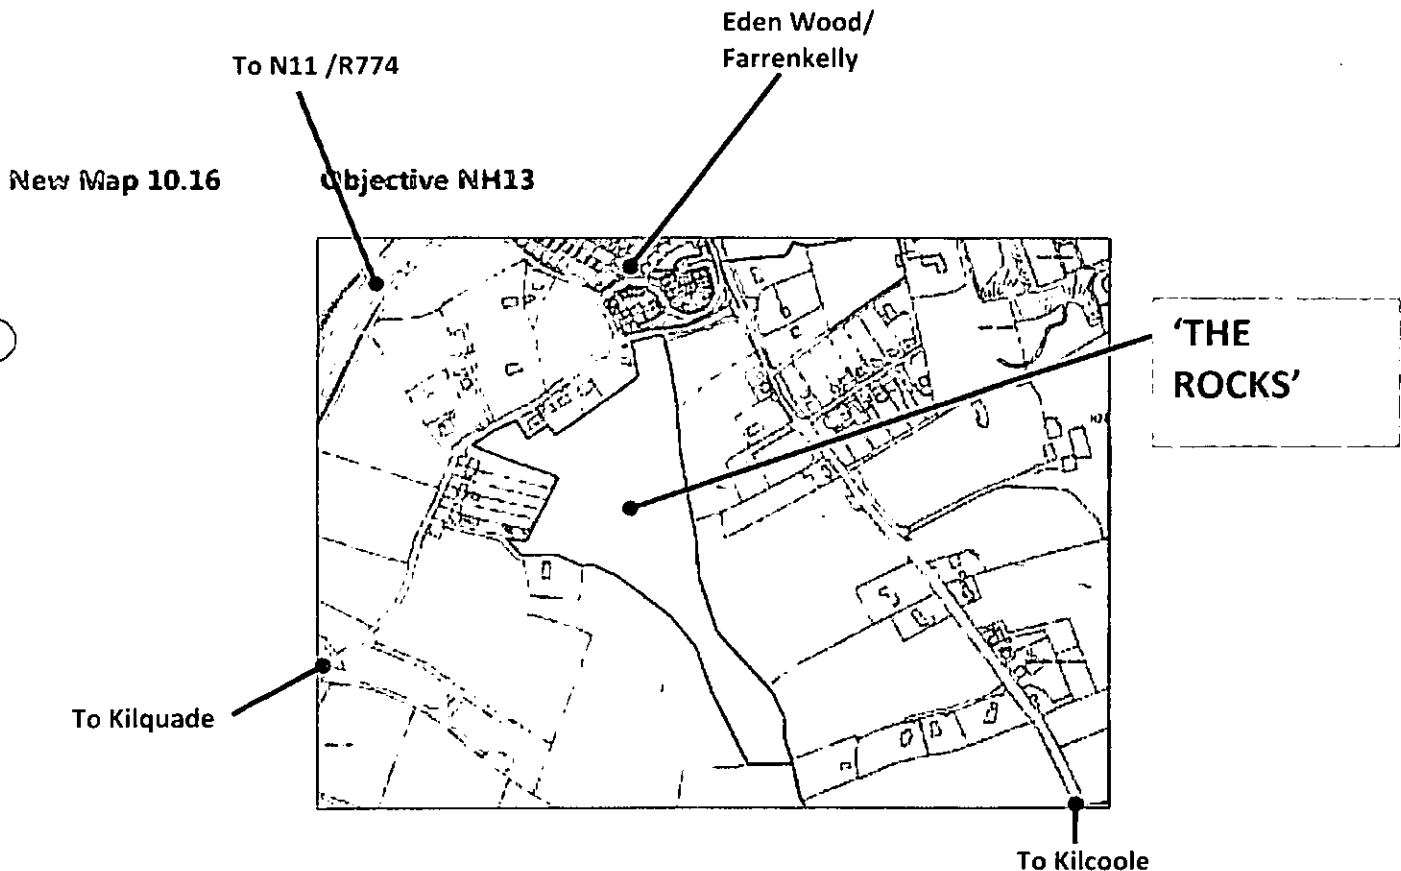 Eden Wood/
Farrenkelly
To N11 /R774
New Map 10.16 Objective NH13
'THE
ROCKS'
To Kilquade
To Kilcoole